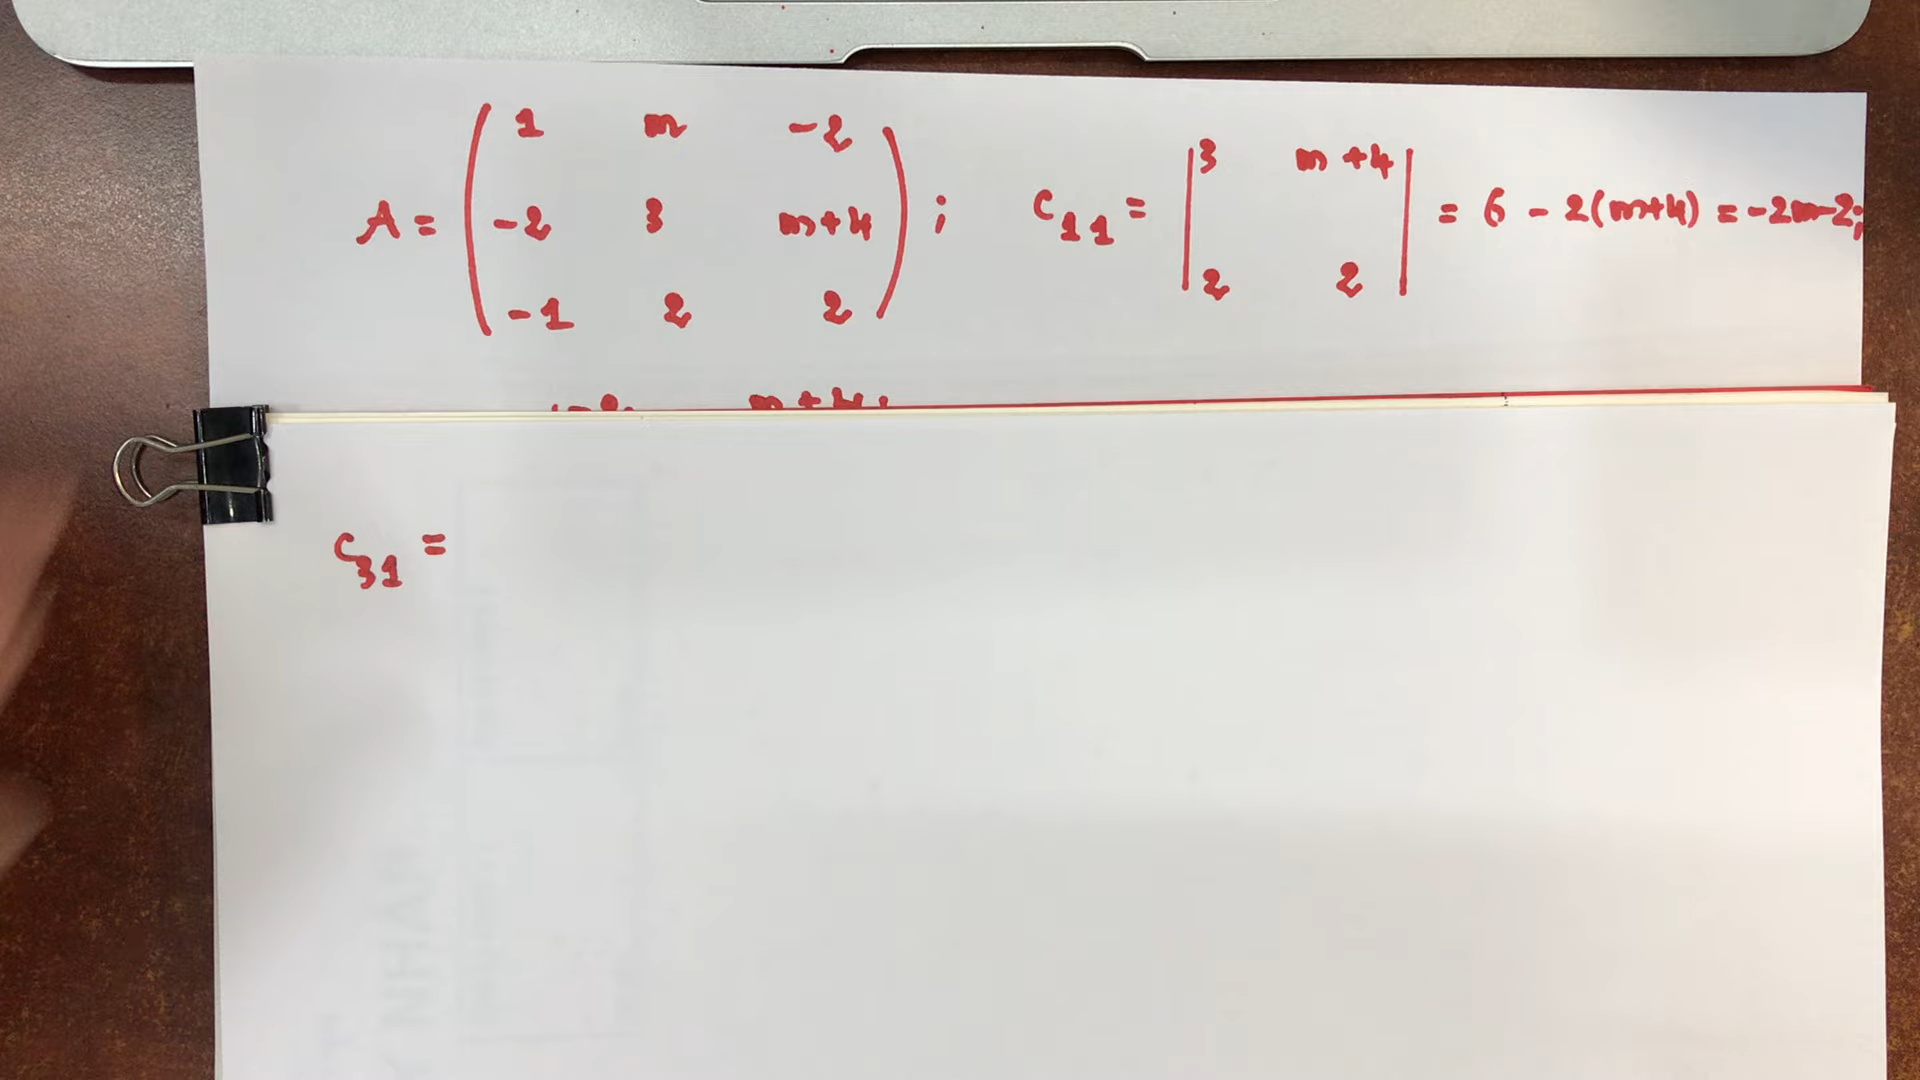 A = ( 1 m -2 ; -2 3 m+4 ; -1 2 2 ) ; C₁₁ = | 3 m+4 ; 2 2 | = 6 - 2(m+4) = -2m-2;
m+4
C₃₁ =